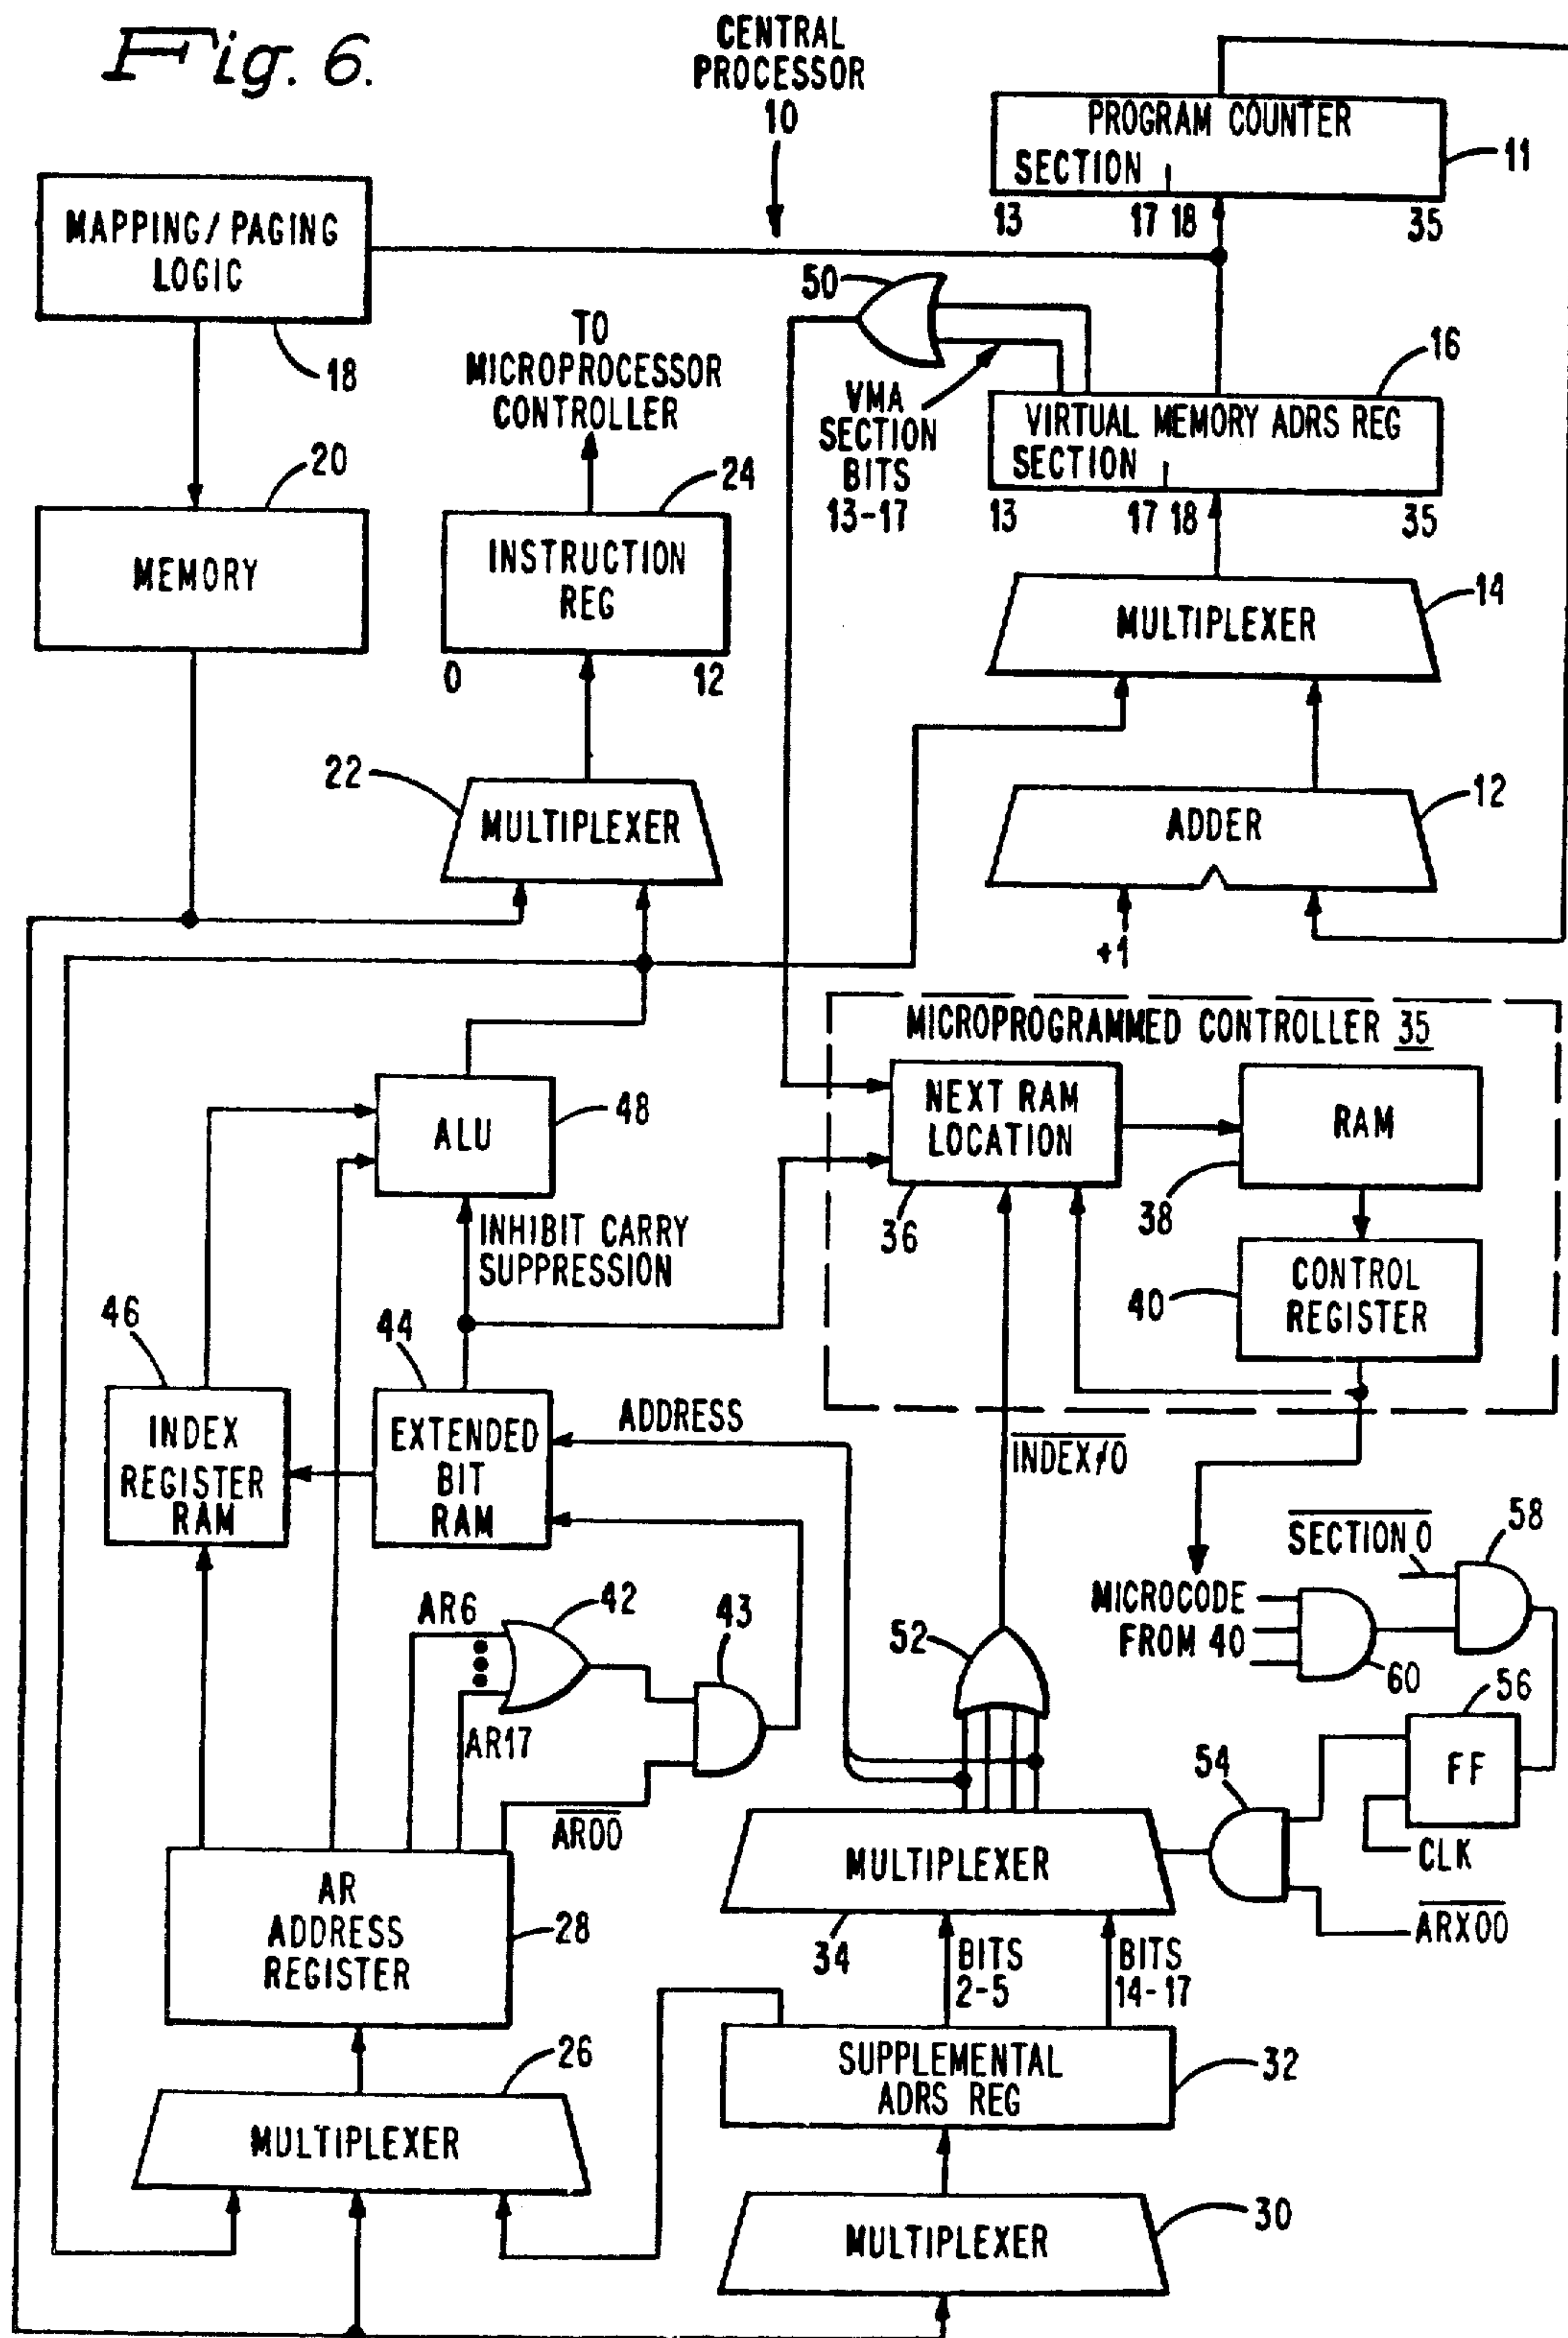 Fig. 6.
CENTRAL
PROCESSOR
10
PROGRAM COUNTER
SECTION
11
13
17 18
35
MAPPING/PAGING
LOGIC
18
50
TO
MICROPROCESSOR
CONTROLLER
VMA
SECTION
BITS
13-17
16
VIRTUAL MEMORY ADRS REG
SECTION
13
17 18
35
20
MEMORY
24
INSTRUCTION
REG
0
12
MULTIPLEXER
14
22
MULTIPLEXER
ADDER
12
+1
MICROPROGRAMMED CONTROLLER 35
NEXT RAM
LOCATION
36
RAM
38
CONTROL
REGISTER
40
ALU
48
INHIBIT CARRY
SUPPRESSION
46
INDEX
REGISTER
RAM
44
EXTENDED
BIT
RAM
ADDRESS
INDEX≠0
SECTION 0
58
MICROCODE
FROM 40
60
AR6
42
43
AR17
AR00
52
56
FF
54
CLK
ARX00
AR
ADDRESS
REGISTER
28
MULTIPLEXER
34
BITS
2-5
BITS
14-17
SUPPLEMENTAL
ADRS REG
32
26
MULTIPLEXER
MULTIPLEXER
30